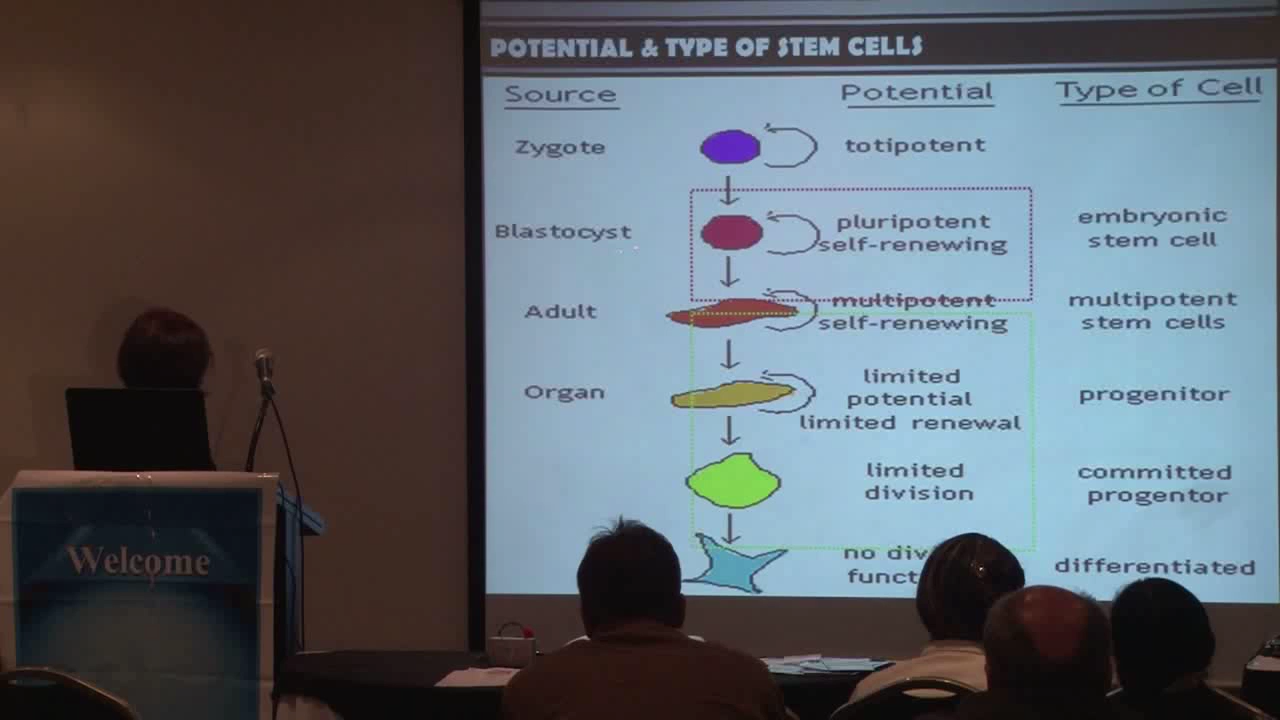 POTENTIAL & TYPE OF STEM CELLS
Source Potential Type of Cell
Zygote totipotent
Blastocyst pluripotent self-renewing embryonic stem cell
Adult multipotent self-renewing multipotent stem cells
Organ limited potential limited renewal progenitor
limited division committed progentor
no differentiated
Welcome